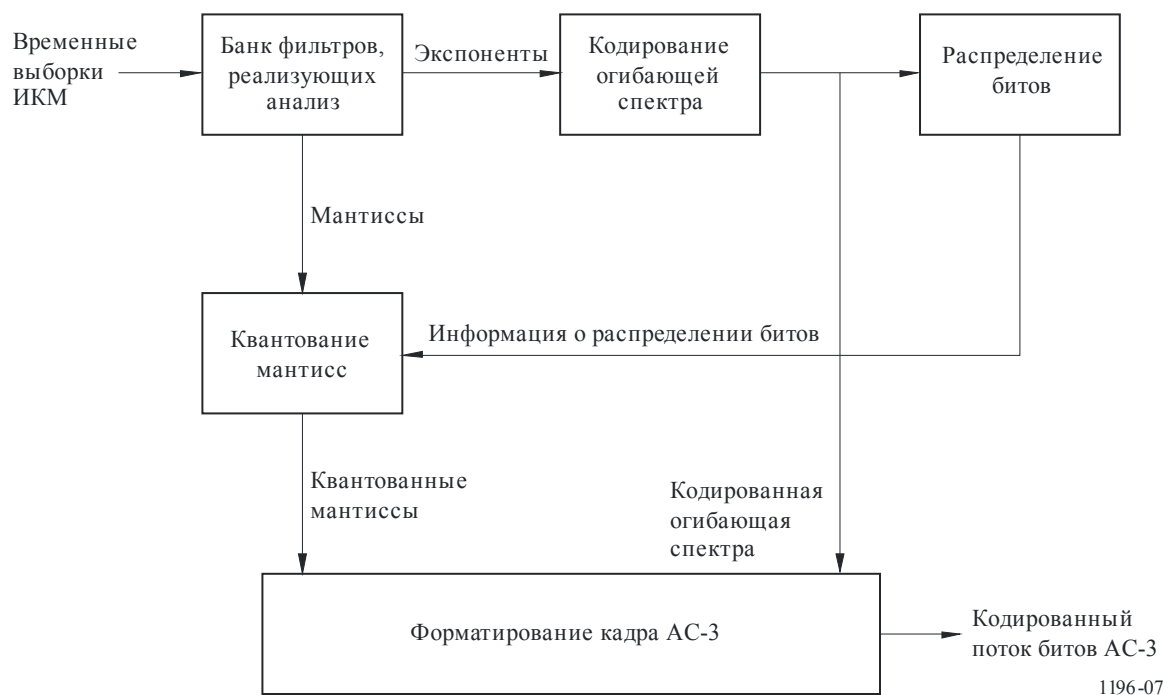 Временные
выборки
ИКМ
Банк фильтров,
реализующих
анализ
Экспоненты
Кодирование
огибающей
спектра
Распределение
битов
Мантиссы
Квантование
мантисс
Информация о распределении битов
Квантованные
мантиссы
Кодированная
огибающая
спектра
Форматирование кадра АС-3
Кодированный
поток битов АС-3
1196-07